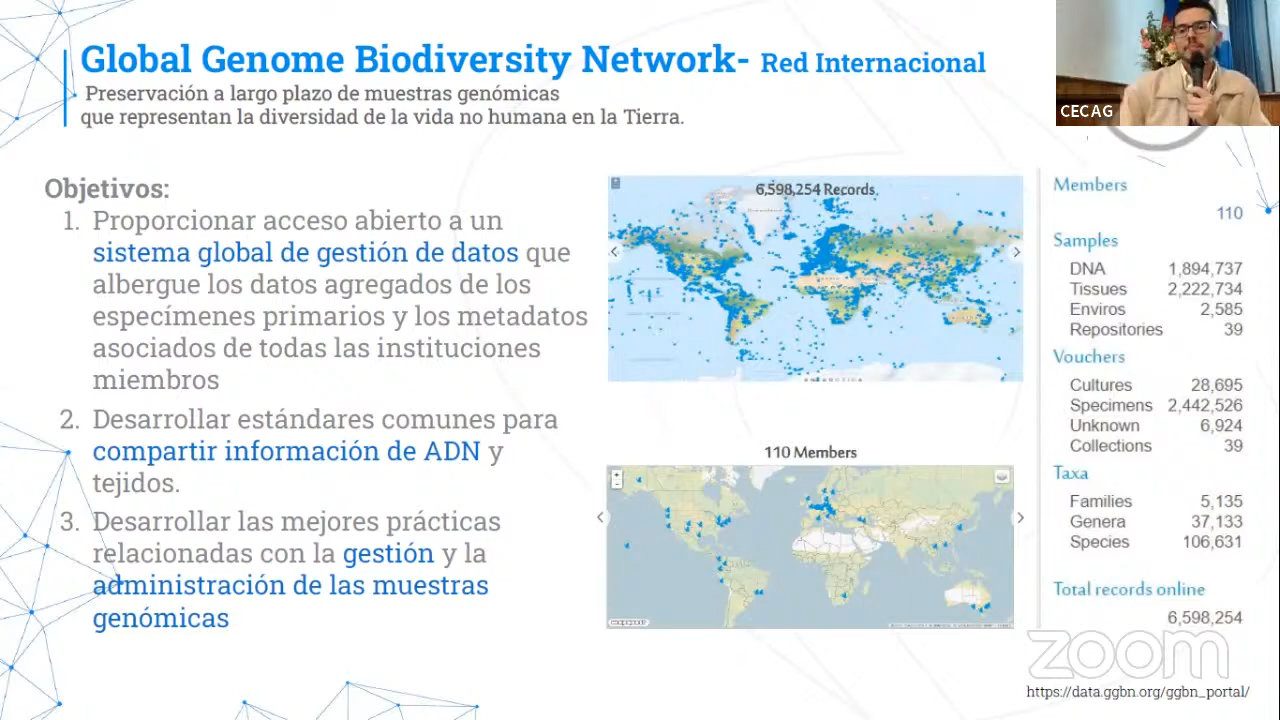 Global Genome Biodiversity Network- Red Internacional
Preservación a largo plazo de muestras genómicas
que representan la diversidad de la vida no humana en la Tierra.
CECAG
Objetivos:
1. Proporcionar acceso abierto a un
sistema global de gestión de datos que
albergue los datos agregados de los
especímenes primarios y los metadatos
asociados de todas las instituciones
miembros
2. Desarrollar estándares comunes para
compartir información de ADN y
tejidos.
3. Desarrollar las mejores prácticas
relacionadas con la gestión y la
administración de las muestras
genómicas
6,598,254 Records
110 Members
Members
110
Samples
DNA 1,894,737
Tissues 2,222,734
Enviros 2,585
Repositories 39
Vouchers
Cultures 28,695
Specimens 2,442,526
Unknown 6,924
Collections 39
Taxa
Families 5,135
Genera 37,133
Species 106,631
Total records online
6,598,254
zoom
https://data.ggbn.org/ggbn_portal/